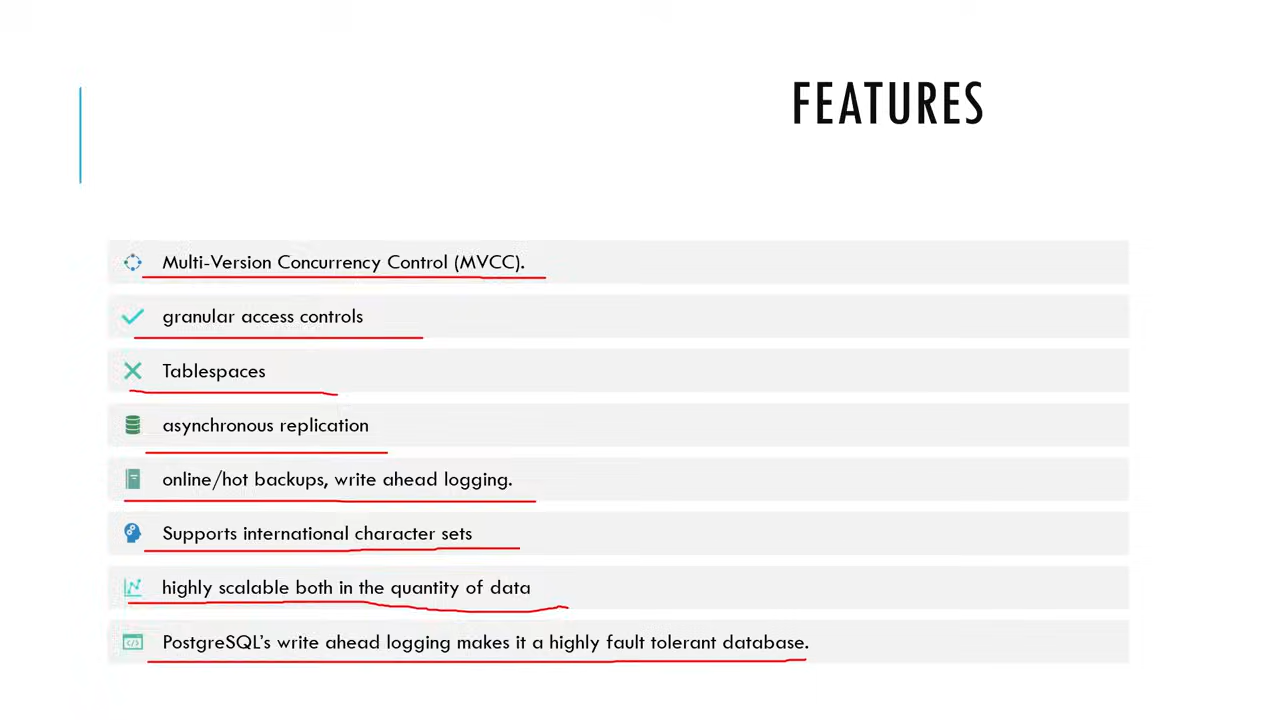 FEATURES
Multi-Version Concurrency Control (MVCC).
granular access controls
Tablespaces
asynchronous replication
online/hot backups, write ahead logging.
Supports international character sets
highly scalable both in the quantity of data
PostgreSQL's write ahead logging makes it a highly fault tolerant database.